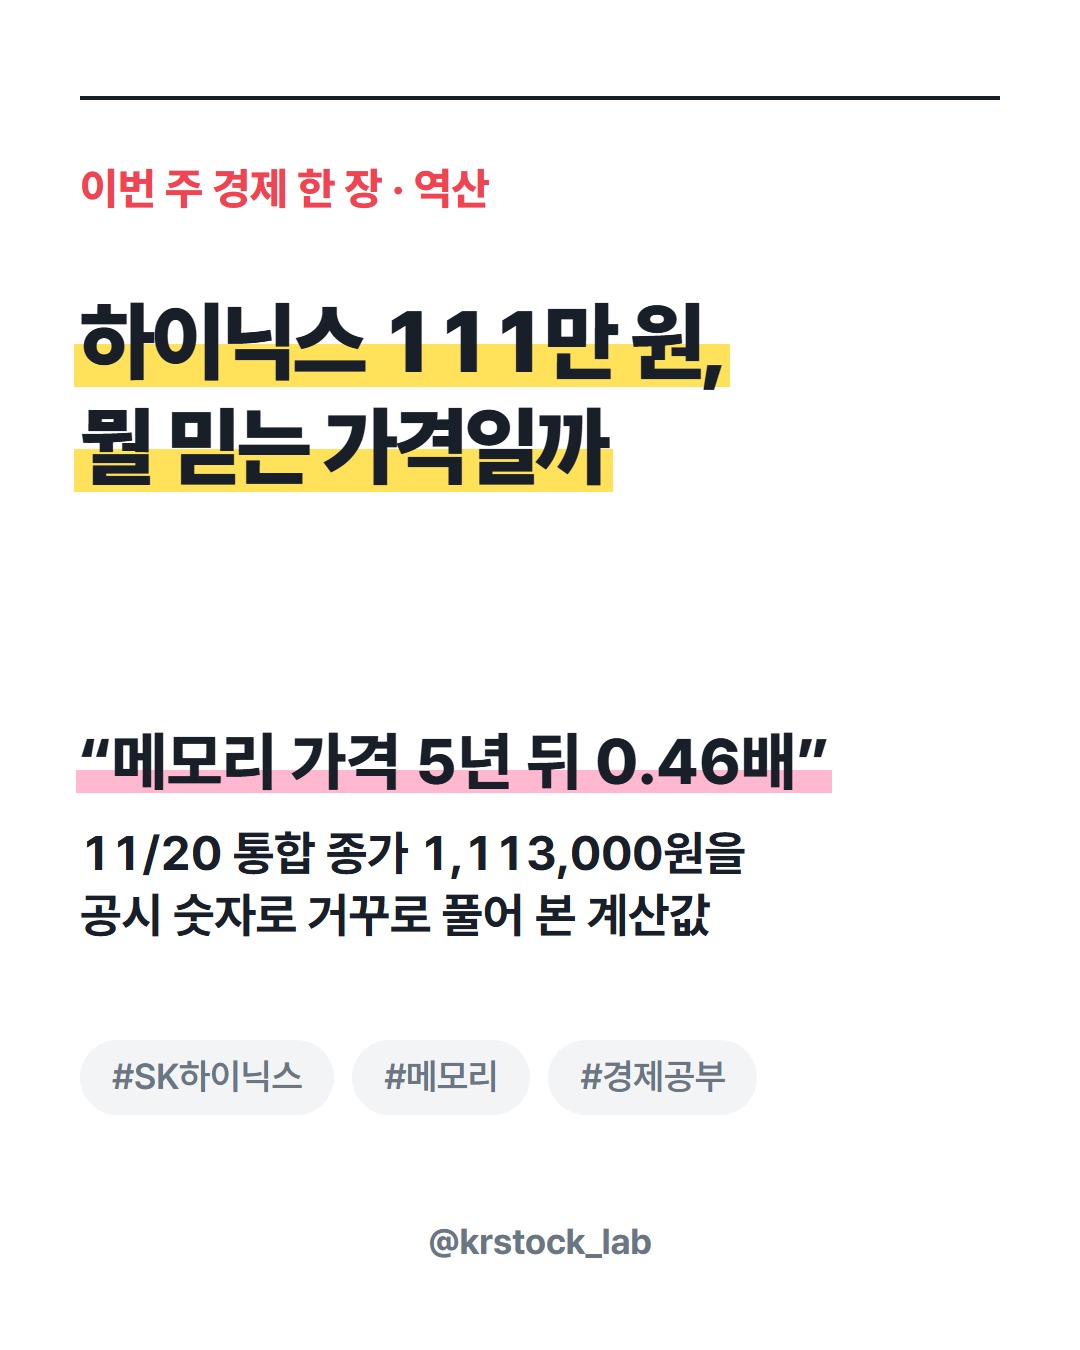 이번 주 경제 한 장 · 역산
하이닉스 111만 원,
뭘 믿는 가격일까
“메모리 가격 5년 뒤 0.46배”
11/20 통합 종가 1,113,000원을
공시 숫자로 거꾸로 풀어 본 계산값
#SK하이닉스 #메모리 #경제공부
@krstock_lab